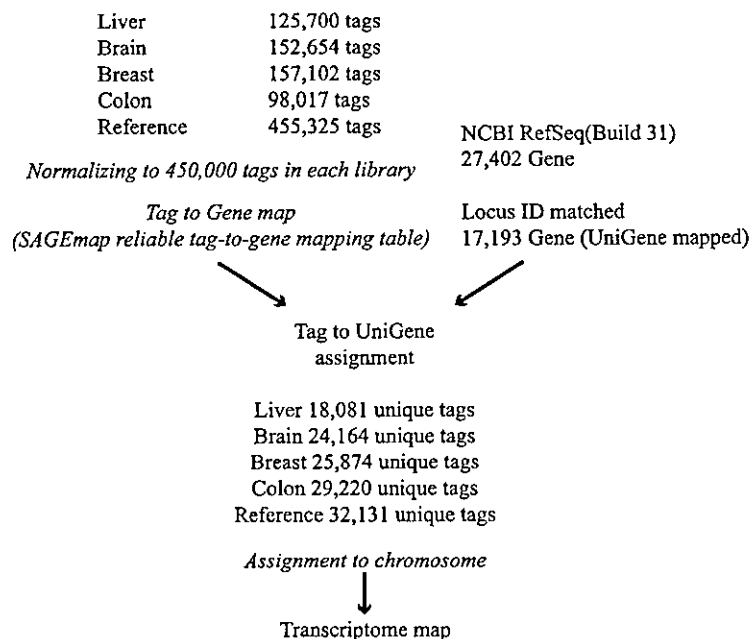 Liver 125,700 tags
Brain 152,654 tags
Breast 157,102 tags
Colon 98,017 tags
Reference 455,325 tags
Normalizing to 450,000 tags in each library
Tag to Gene map
(SAGEmap reliable tag-to-gene mapping table)
NCBI RefSeq(Build 31)
27,402 Gene
Locus ID matched
17,193 Gene (UniGene mapped)
Tag to UniGene
assignment
Liver 18,081 unique tags
Brain 24,164 unique tags
Breast 25,874 unique tags
Colon 29,220 unique tags
Reference 32,131 unique tags
Assignment to chromosome
Transcriptome map